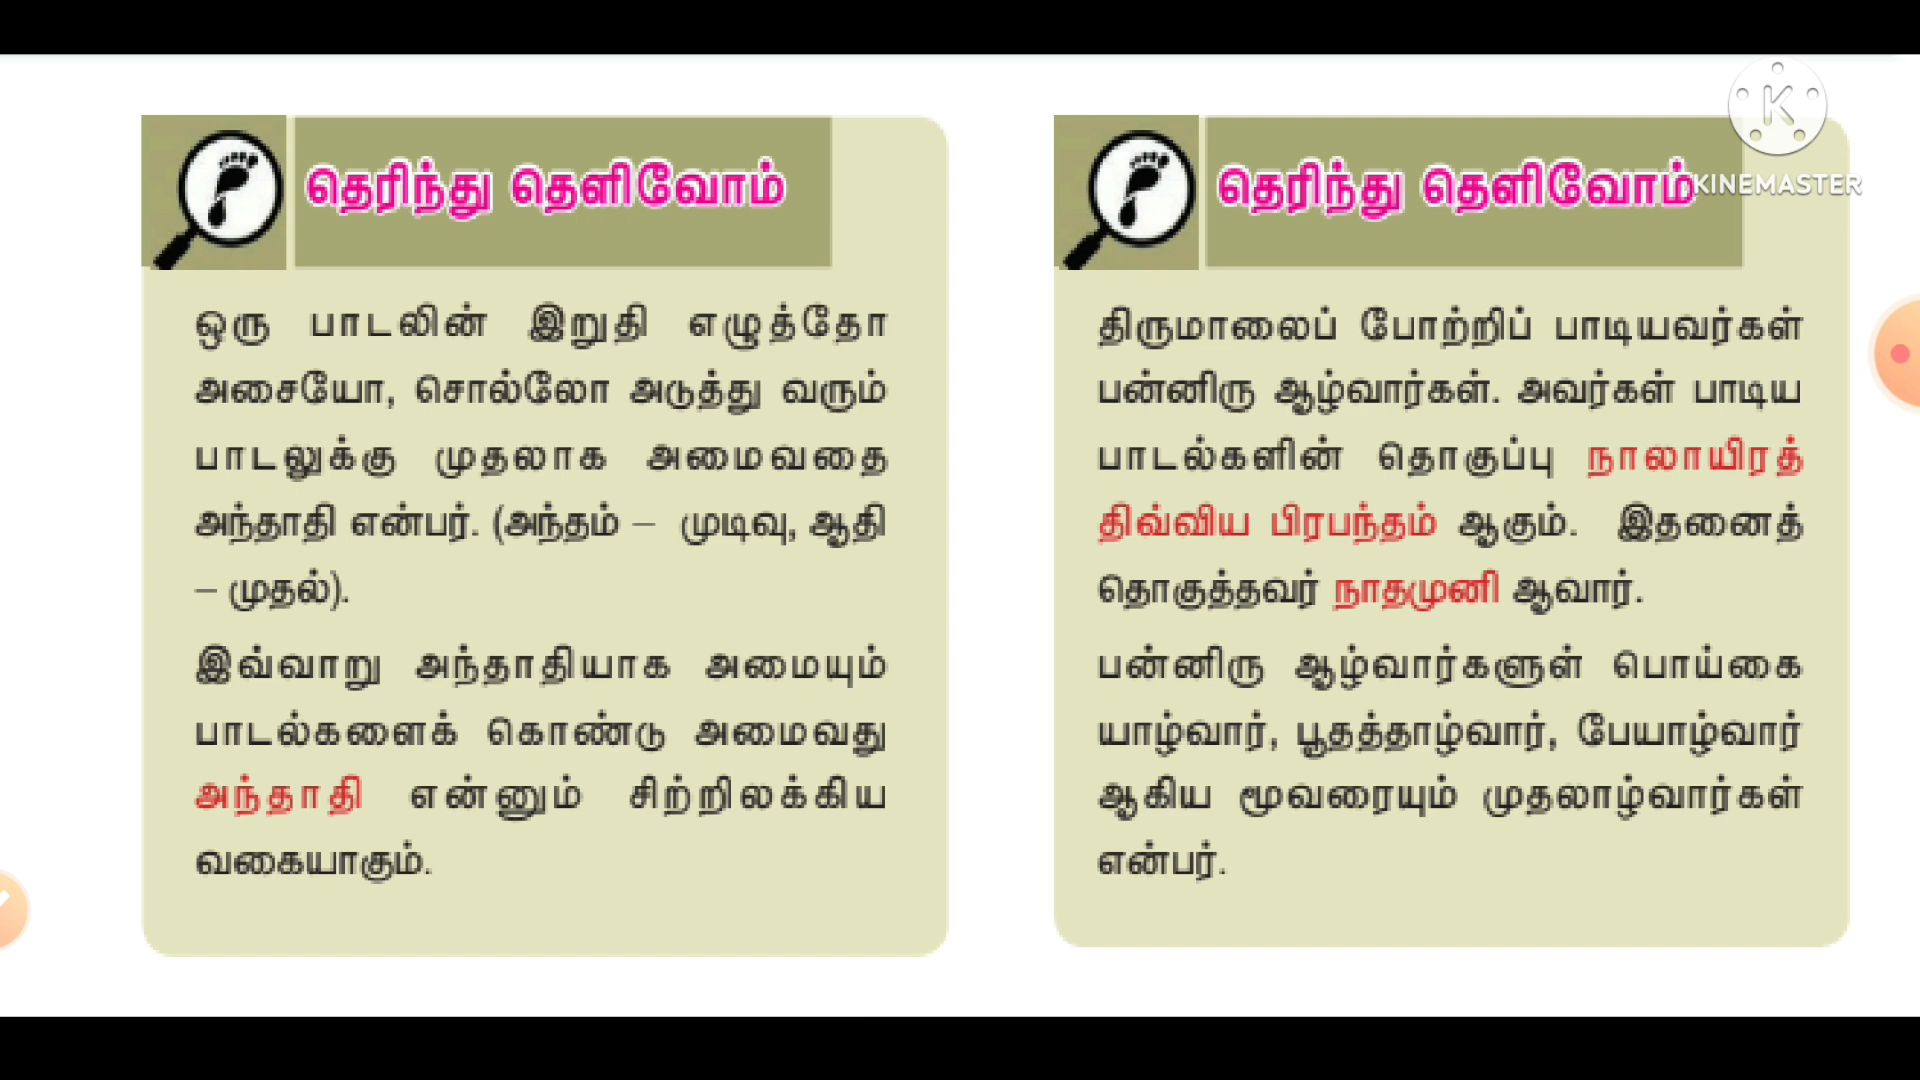 தெரிந்து தெளிவோம்
ஒரு பாடலின் இறுதி எழுத்தோ
அசையோ, சொல்லோ அடுத்து வரும்
பாடலுக்கு முதலாக அமைவதை
அந்தாதி என்பர். (அந்தம் – முடிவு, ஆதி
– முதல்).
இவ்வாறு அந்தாதியாக அமையும்
பாடல்களைக் கொண்டு அமைவது
அந்தாதி என்னும் சிற்றிலக்கிய
வகையாகும்.
தெரிந்து தெளிவோம்
திருமாலைப் போற்றிப் பாடியவர்கள்
பன்னிரு ஆழ்வார்கள். அவர்கள் பாடிய
பாடல்களின் தொகுப்பு நாலாயிரத்
திவ்விய பிரபந்தம் ஆகும். இதனைத்
தொகுத்தவர் நாதமுனி ஆவார்.
பன்னிரு ஆழ்வார்களுள் பொய்கை
யாழ்வார், பூதத்தாழ்வார், பேயாழ்வார்
ஆகிய மூவரையும் முதலாழ்வார்கள்
என்பர்.
K
KINEMASTER